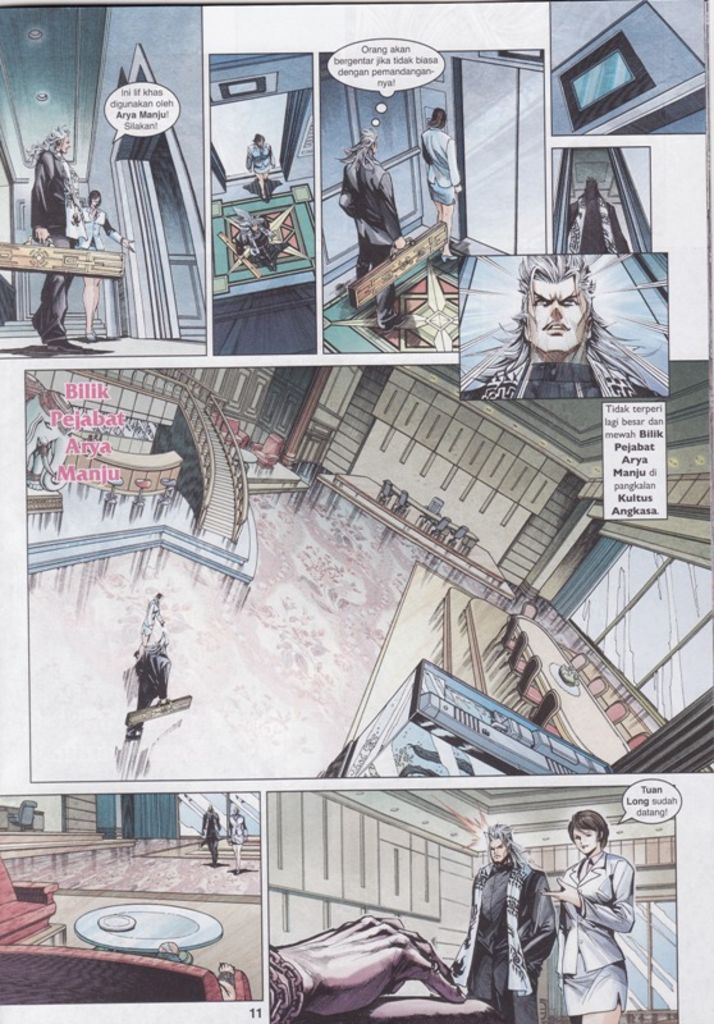 Ini lif khas
digunakan oleh
Arya Manju!
Silakan!
Orang akan
bergentar jika tidak biasa
dengan pemandangan-
nya!
Bilik
Pejabat
Arya
Manju
Tidak terperi
lagi besar dan
mewah Bilik
Pejabat
Arya
Manju di
pangkalan
Kultus
Angkasa.
Tuan
Long sudah
datang!
11